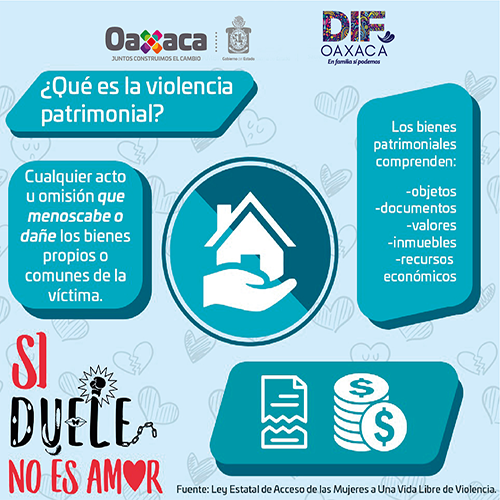 Oaxaca
JUNTOS CONSTRUIMOS EL CAMBIO
Gobierno del Estado
DIF
OAXACA
En familia sí podemos
¿Qué es la violencia
patrimonial?
Cualquier acto
u omisión que
menoscabe o
dañe los bienes
propios o
comunes de la
víctima.
Los bienes
patrimoniales
comprenden:
-objetos
-documentos
-valores
-inmuebles
-recursos
económicos
SI
DUELE
NO ES AMOR
$
$
Fuente: Ley Estatal de Acceso de las Mujeres a Una Vida Libre de Violencia.